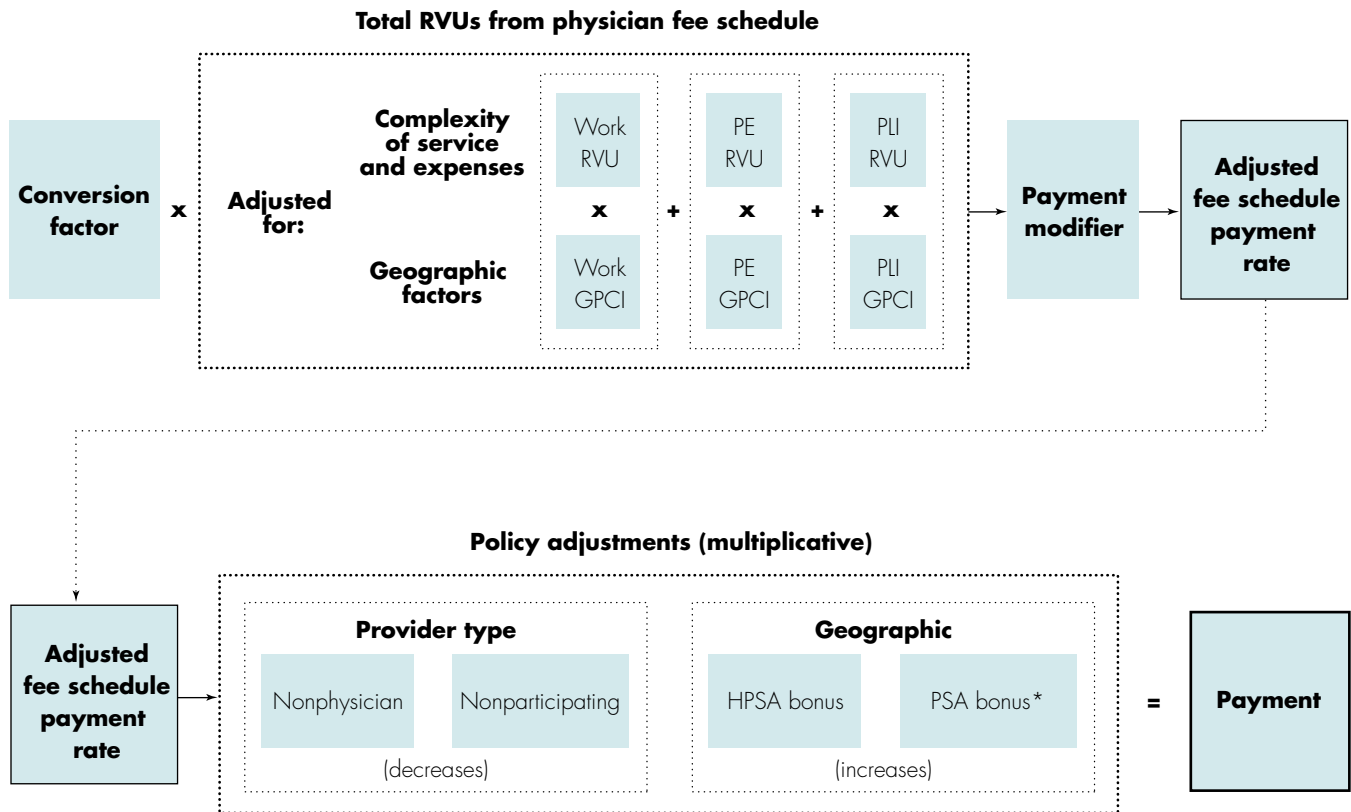 Total RVUs from physician fee schedule
Conversion
factor
x
Adjusted
for:
Complexity
of service
and expenses
Work
RVU
PE
RVU
PLI
RVU
x
+
x
+
x
Geographic
factors
Work
GPCI
PE
GPCI
PLI
GPCI
Payment
modifier
Adjusted
fee schedule
payment
rate
Policy adjustments (multiplicative)
Adjusted
fee schedule
payment
rate
Provider type
Nonphysician
Nonparticipating
(decreases)
Geographic
HPSA bonus
PSA bonus*
(increases)
=
Payment